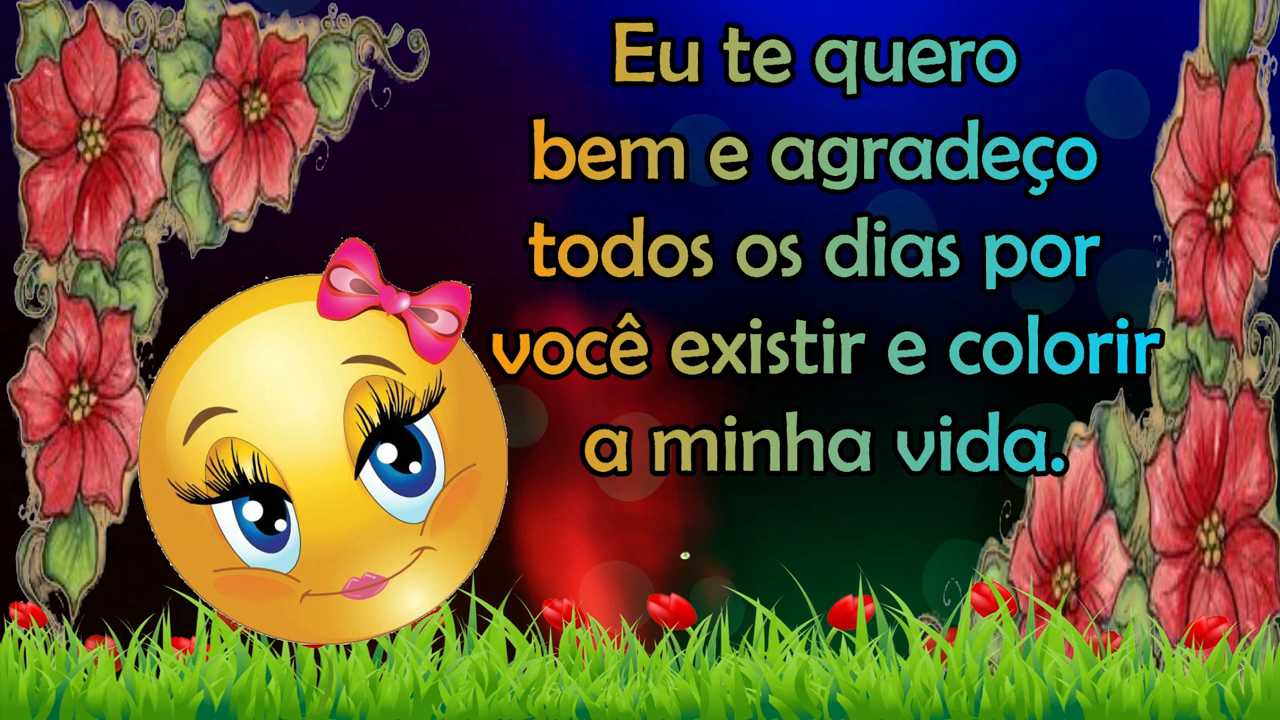 Eu te quero
bem e agradeço
todos os dias por
você existir e colorir
a minha vida.